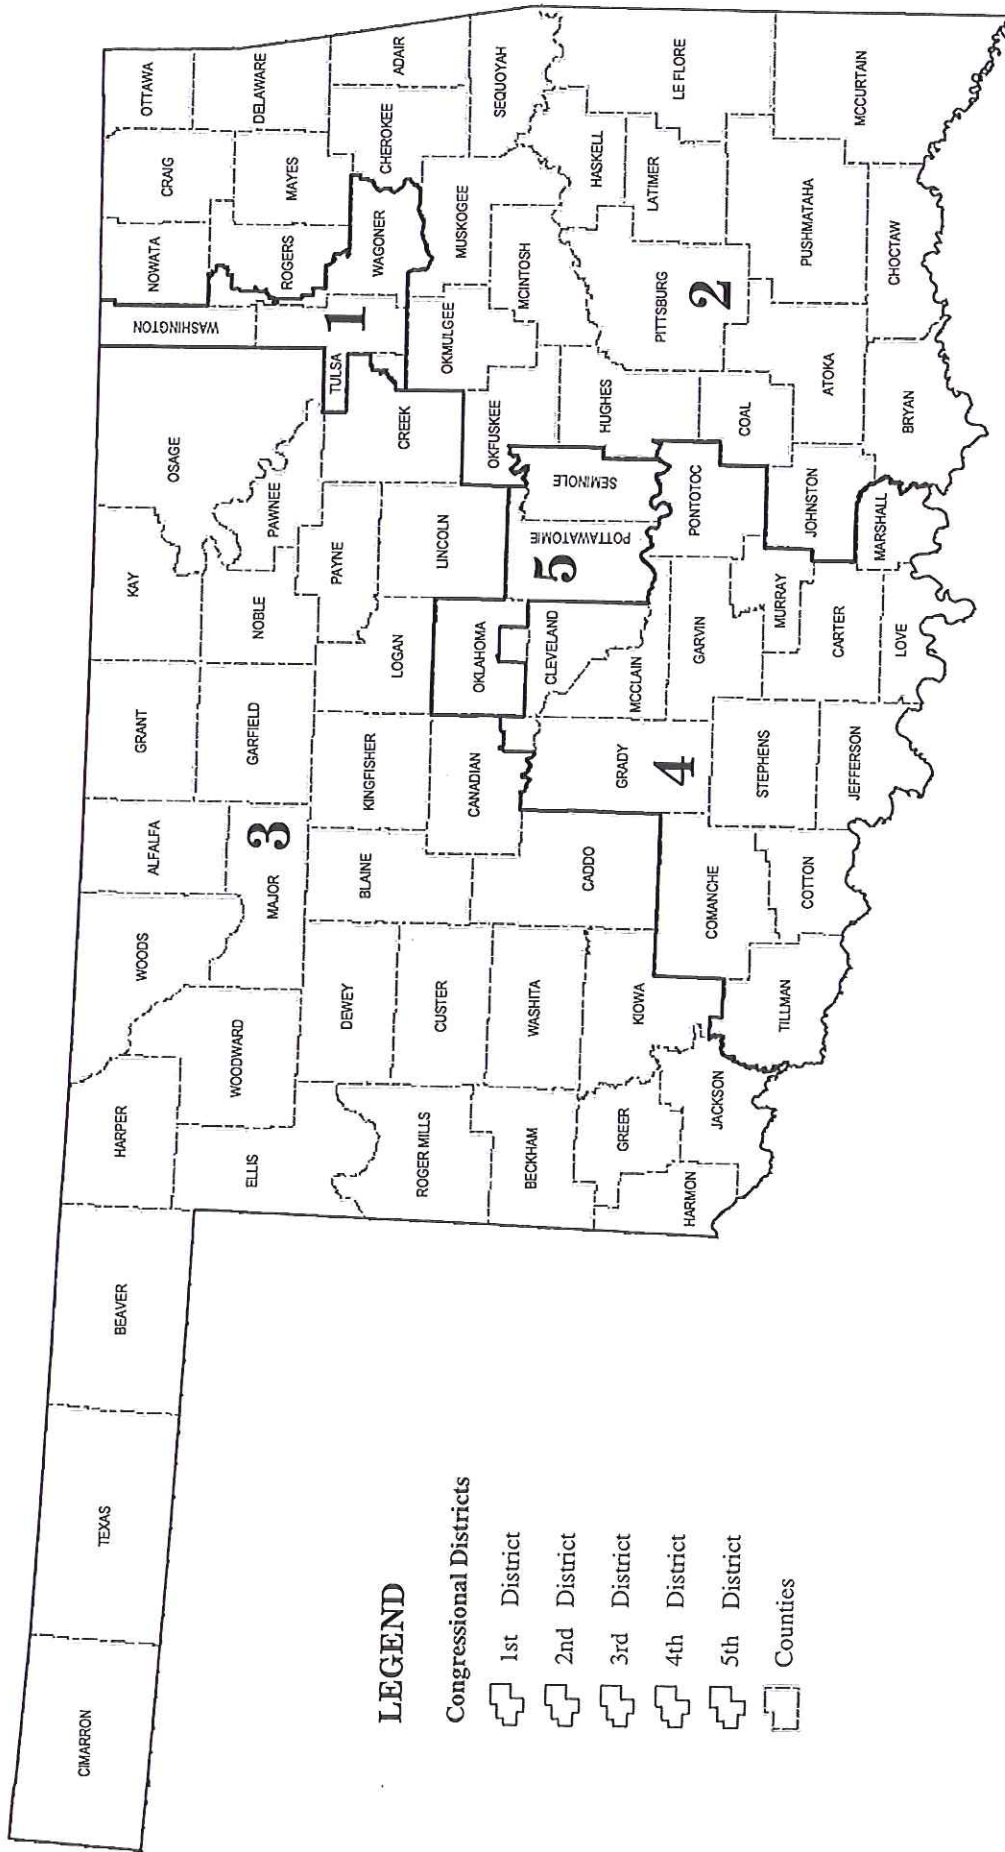 CIMARRON
TEXAS
BEAVER
HARPER
WOODS
ALFALFA
GRANT
KAY
OSAGE
WASHINGTON
NOWATA
CRAIG
OTTAWA
ELLIS
WOODWARD
MAJOR
3
GARFIELD
NOBLE
PAWNEE
TULSA
1
ROGERS
MAYES
DELAWARE
ROGER MILLS
DEWEY
BLAINE
KINGFISHER
LOGAN
PAYNE
CREEK
WAGONER
CHEROKEE
ADAIR
CUSTER
CANADIAN
OKLAHOMA
LINCOLN
OKFUSKEE
OKMULGEE
MUSKOGEE
SEQUOYAH
BECKHAM
WASHITA
CADDO
GRADY
4
MCCLAIN
CLEVELAND
5
POTTAWATOMIE
SEMINOLE
HUGHES
MCINTOSH
HASKELL
HARMON
GREER
KIOWA
COMANCHE
STEPHENS
GARVIN
PONTOTOC
COAL
PITTSBURG
2
LATIMER
LE FLORE
JACKSON
TILLMAN
COTTON
JEFFERSON
CARTER
MURRAY
JOHNSTON
ATOKA
PUSHMATAHA
MCCURTAIN
LOVE
MARSHALL
BRYAN
CHOCTAW
LEGEND
Congressional Districts
1st District
2nd District
3rd District
4th District
5th District
Counties